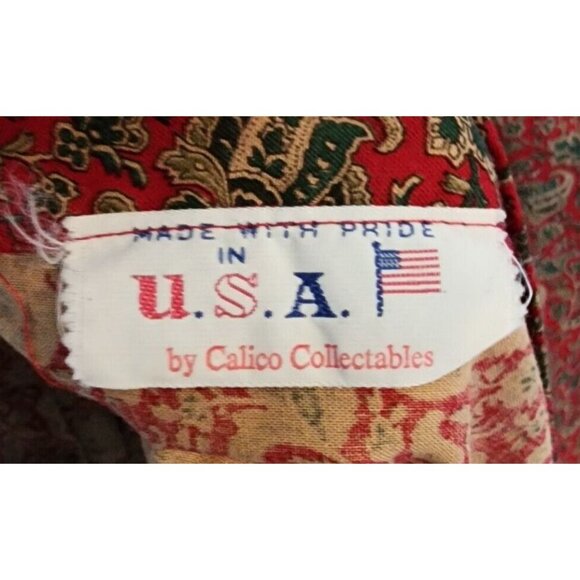 MADE WITH PRIDE
IN
U.S.A.
by Calico Collectables